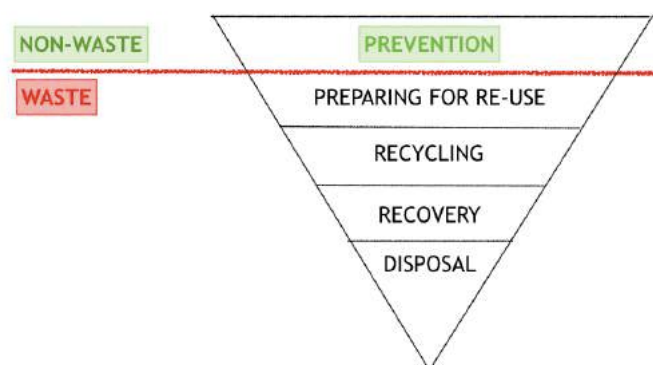 NON-WASTE PREVENTION
WASTE
PREPARING FOR RE-USE
RECYCLING
RECOVERY
DISPOSAL